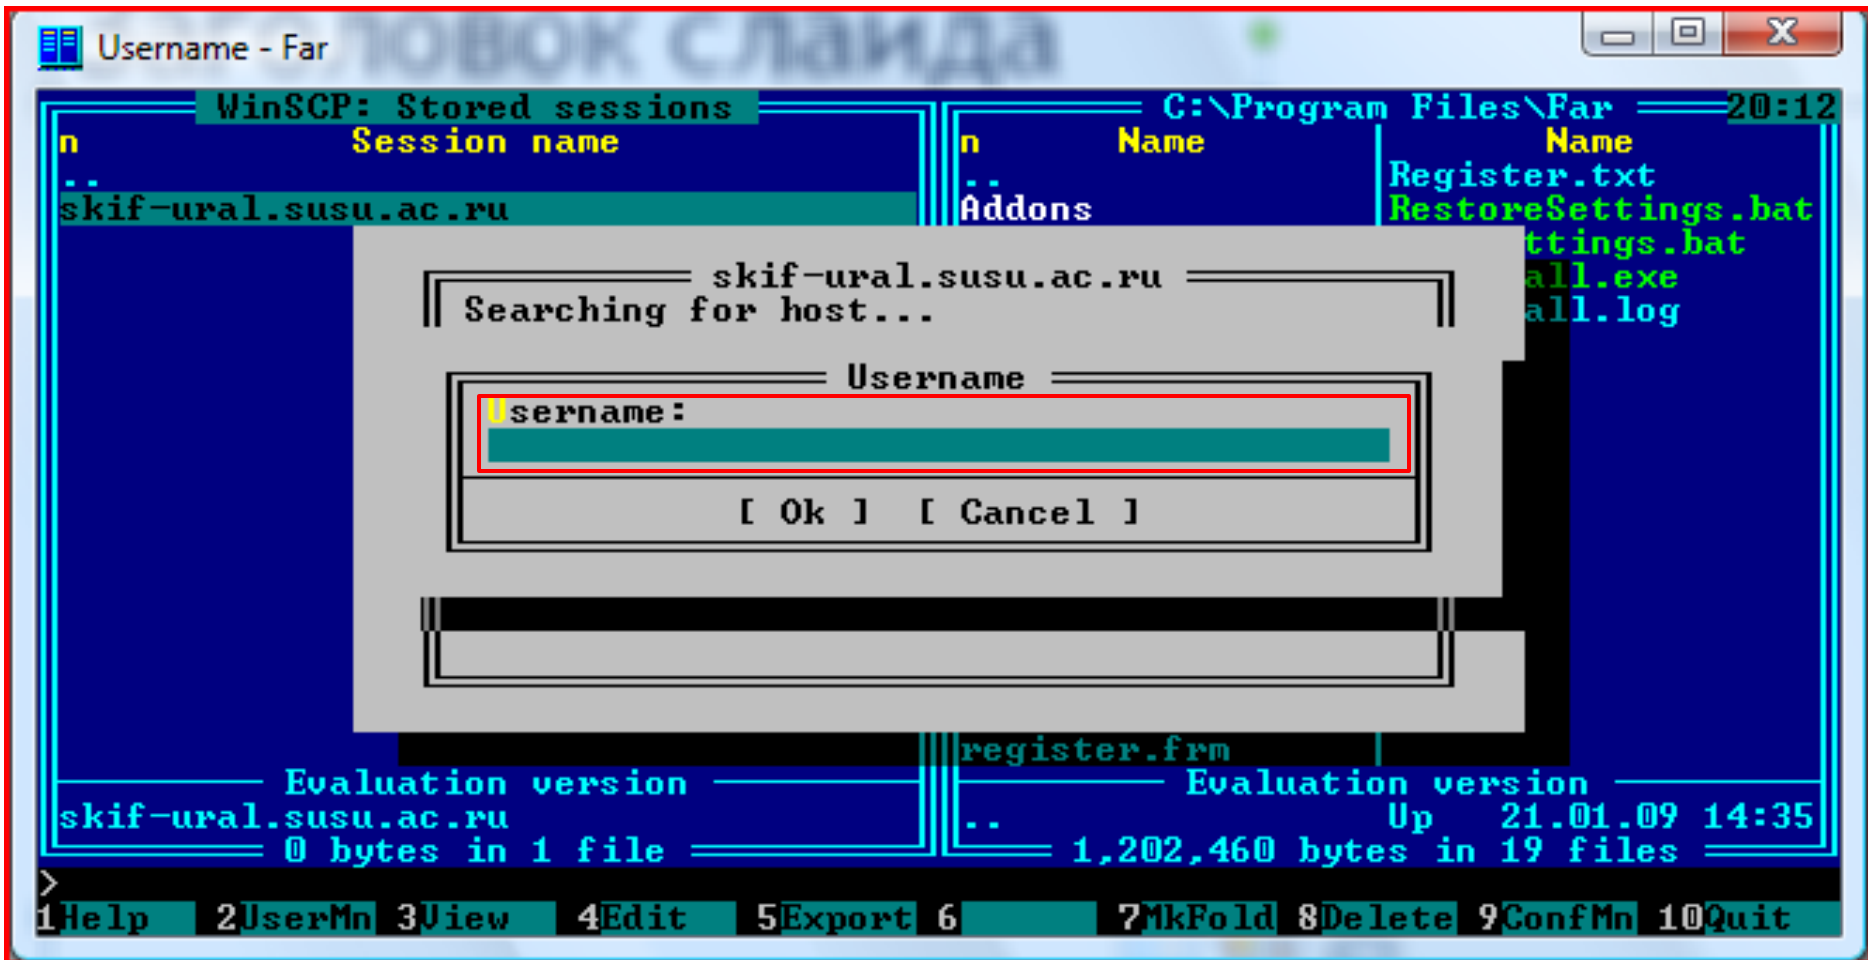 ловок слайда
Username - Far
WinSCP: Stored sessions
C:\Program Files\Far
20:12
n Session name
n Name Name
..
..
Register.txt
skif-ural.susu.ac.ru
Addons
RestoreSettings.bat
ttings.bat
skif-ural.susu.ac.ru
all.exe
Searching for host...
all.log
Username
Username:
[ Ok ] [ Cancel ]
register.frm
Evaluation version
Evaluation version
skif-ural.susu.ac.ru
.. Up 21.01.09 14:35
0 bytes in 1 file
1,202,460 bytes in 19 files
>
1Help 2UserMn 3View 4Edit 5Export 6 7MkFold 8Delete 9ConfMn 10Quit